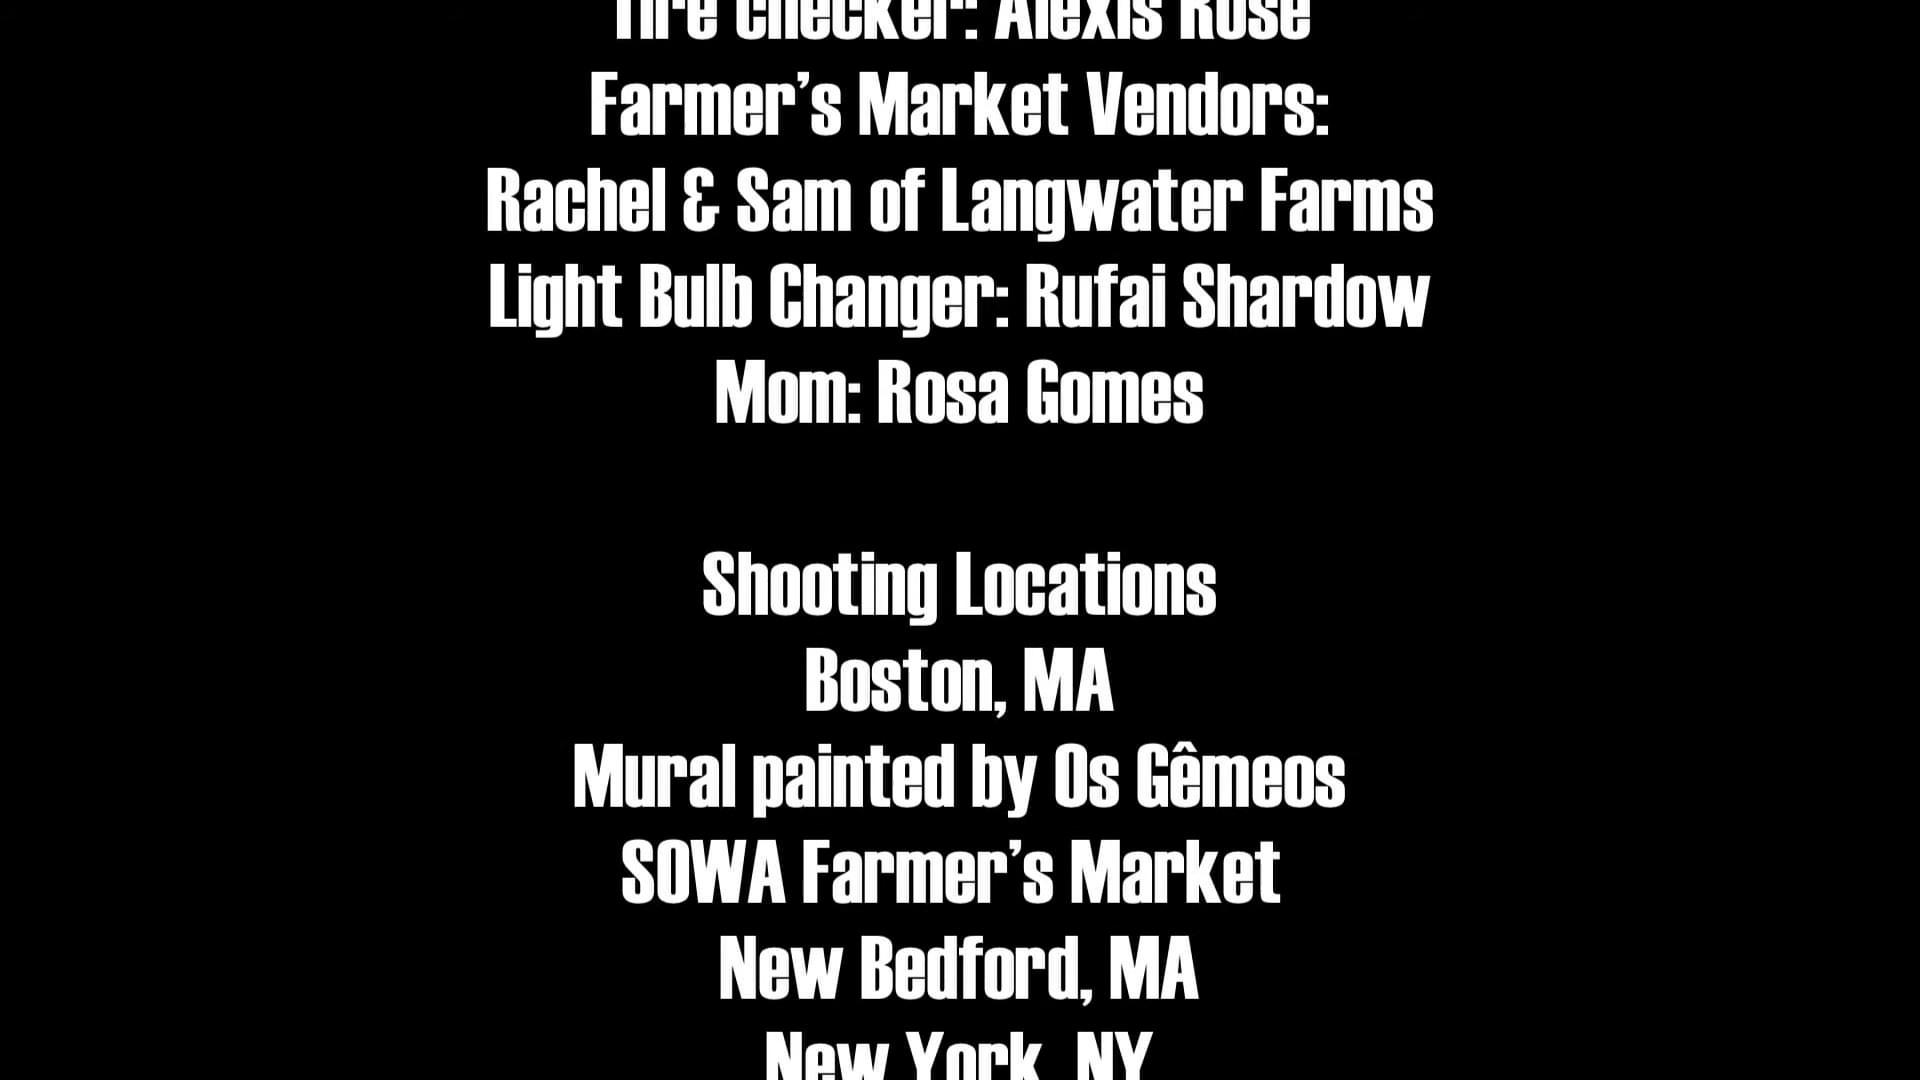 Tire Checker: Alexis Rose
Farmer’s Market Vendors:
Rachel & Sam of Langwater Farms
Light Bulb Changer: Rufai Shardow
Mom: Rosa Gomes
Shooting Locations
Boston, MA
Mural painted by Os Gêmeos
SOWA Farmer’s Market
New Bedford, MA
New York, NY